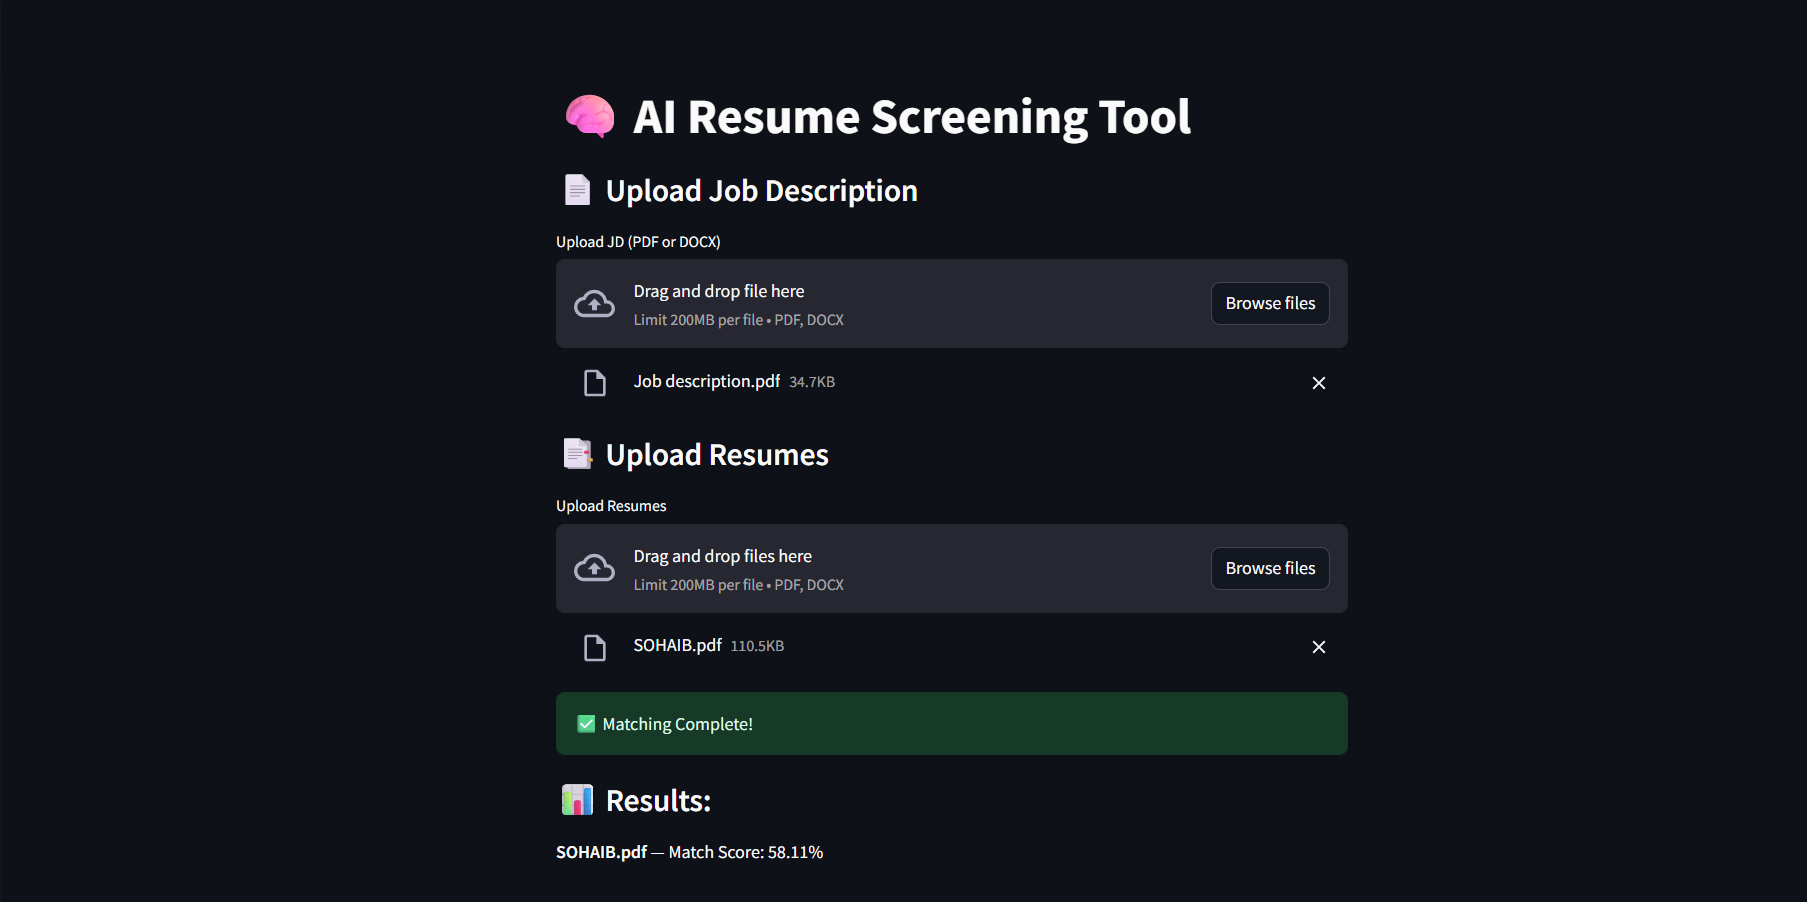 🧠 AI Resume Screening Tool
📄 Upload Job Description
Upload JD (PDF or DOCX)
Drag and drop file here
Limit 200MB per file • PDF, DOCX
Browse files
Job description.pdf 34.7KB
📑 Upload Resumes
Upload Resumes
Drag and drop files here
Limit 200MB per file • PDF, DOCX
Browse files
SOHAIB.pdf 110.5KB
✅ Matching Complete!
📊 Results:
SOHAIB.pdf — Match Score: 58.11%